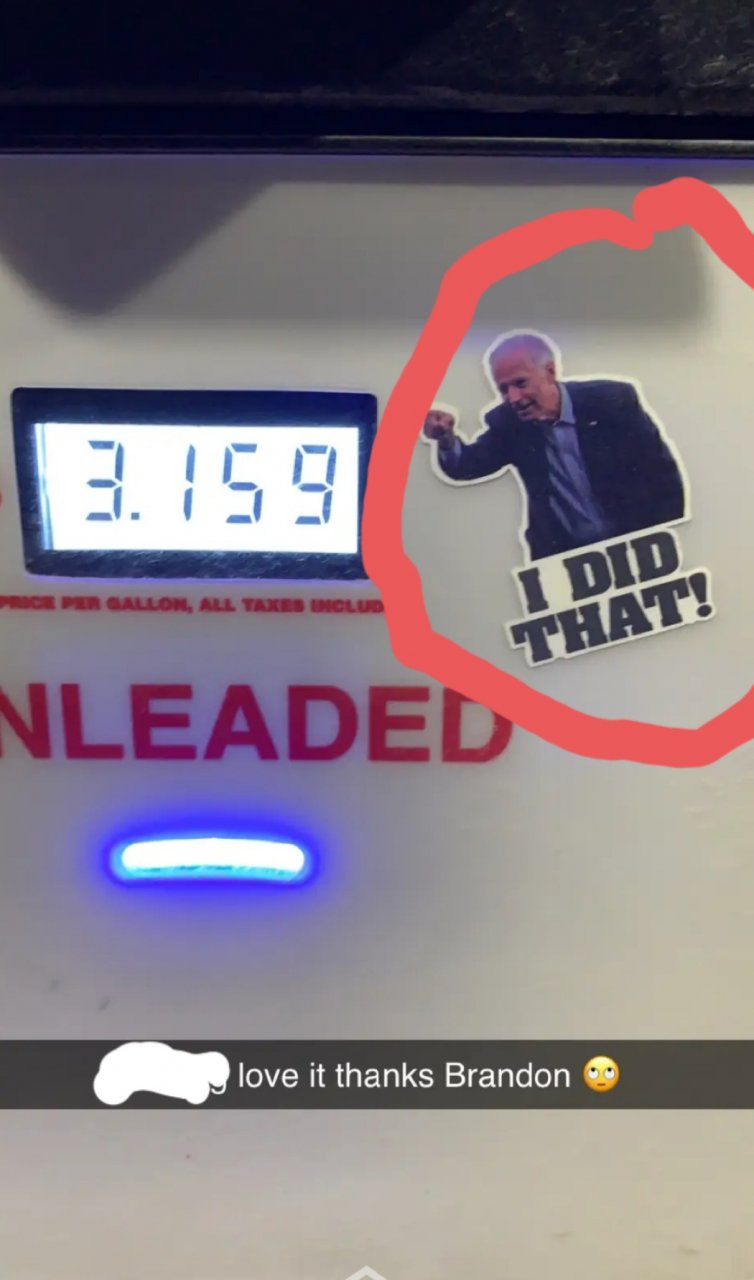 3.159
I DID
THAT!
PRICE PER GALLON, ALL TAXES INCLUD
NLEADED
love it thanks Brandon 🙄